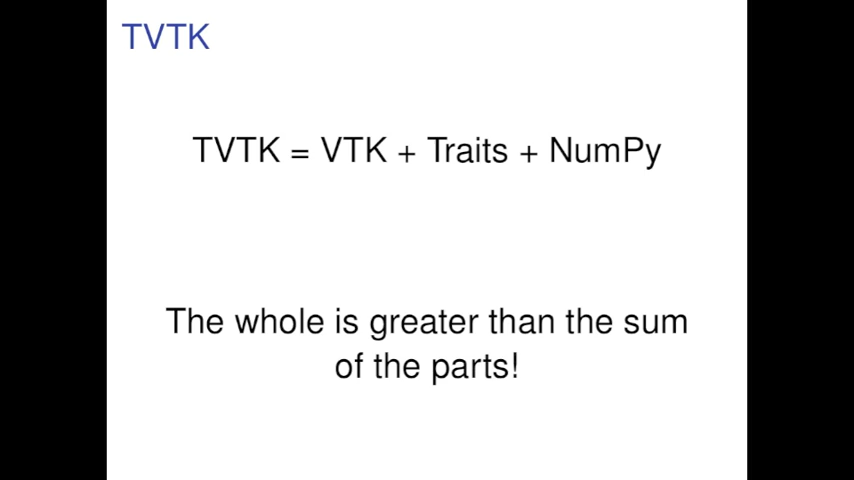 TVTK
TVTK = VTK + Traits + NumPy
The whole is greater than the sum
of the parts!